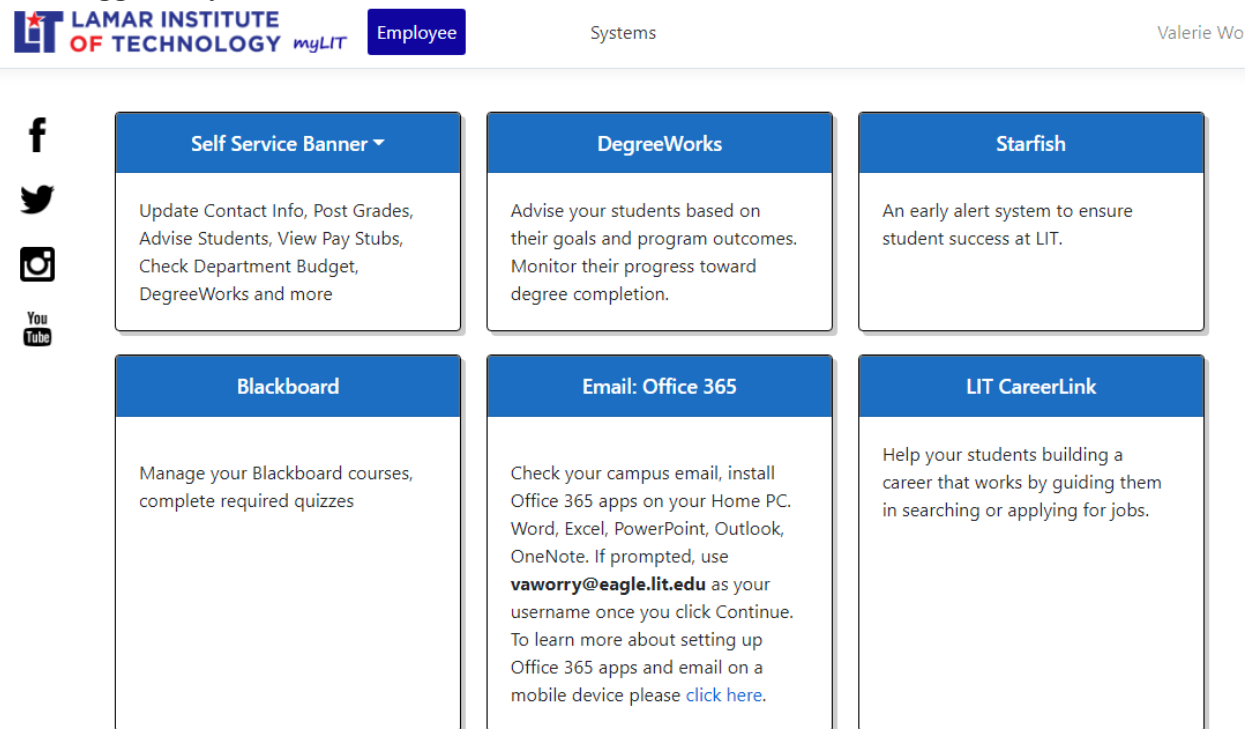 LAMAR INSTITUTE
OF TECHNOLOGY myLIT
Employee
Systems
Valerie Wo
Self Service Banner
Update Contact Info, Post Grades,
Advise Students, View Pay Stubs,
Check Department Budget,
DegreeWorks and more
DegreeWorks
Advise your students based on
their goals and program outcomes.
Monitor their progress toward
degree completion.
Starfish
An early alert system to ensure
student success at LIT.
You
Tube
Blackboard
Manage your Blackboard courses,
complete required quizzes
Email: Office 365
Check your campus email, install
Office 365 apps on your Home PC.
Word, Excel, PowerPoint, Outlook,
OneNote. If prompted, use
vaworry@eagle.lit.edu as your
username once you click Continue.
To learn more about setting up
Office 365 apps and email on a
mobile device please click here.
LIT CareerLink
Help your students building a
career that works by guiding them
in searching or applying for jobs.